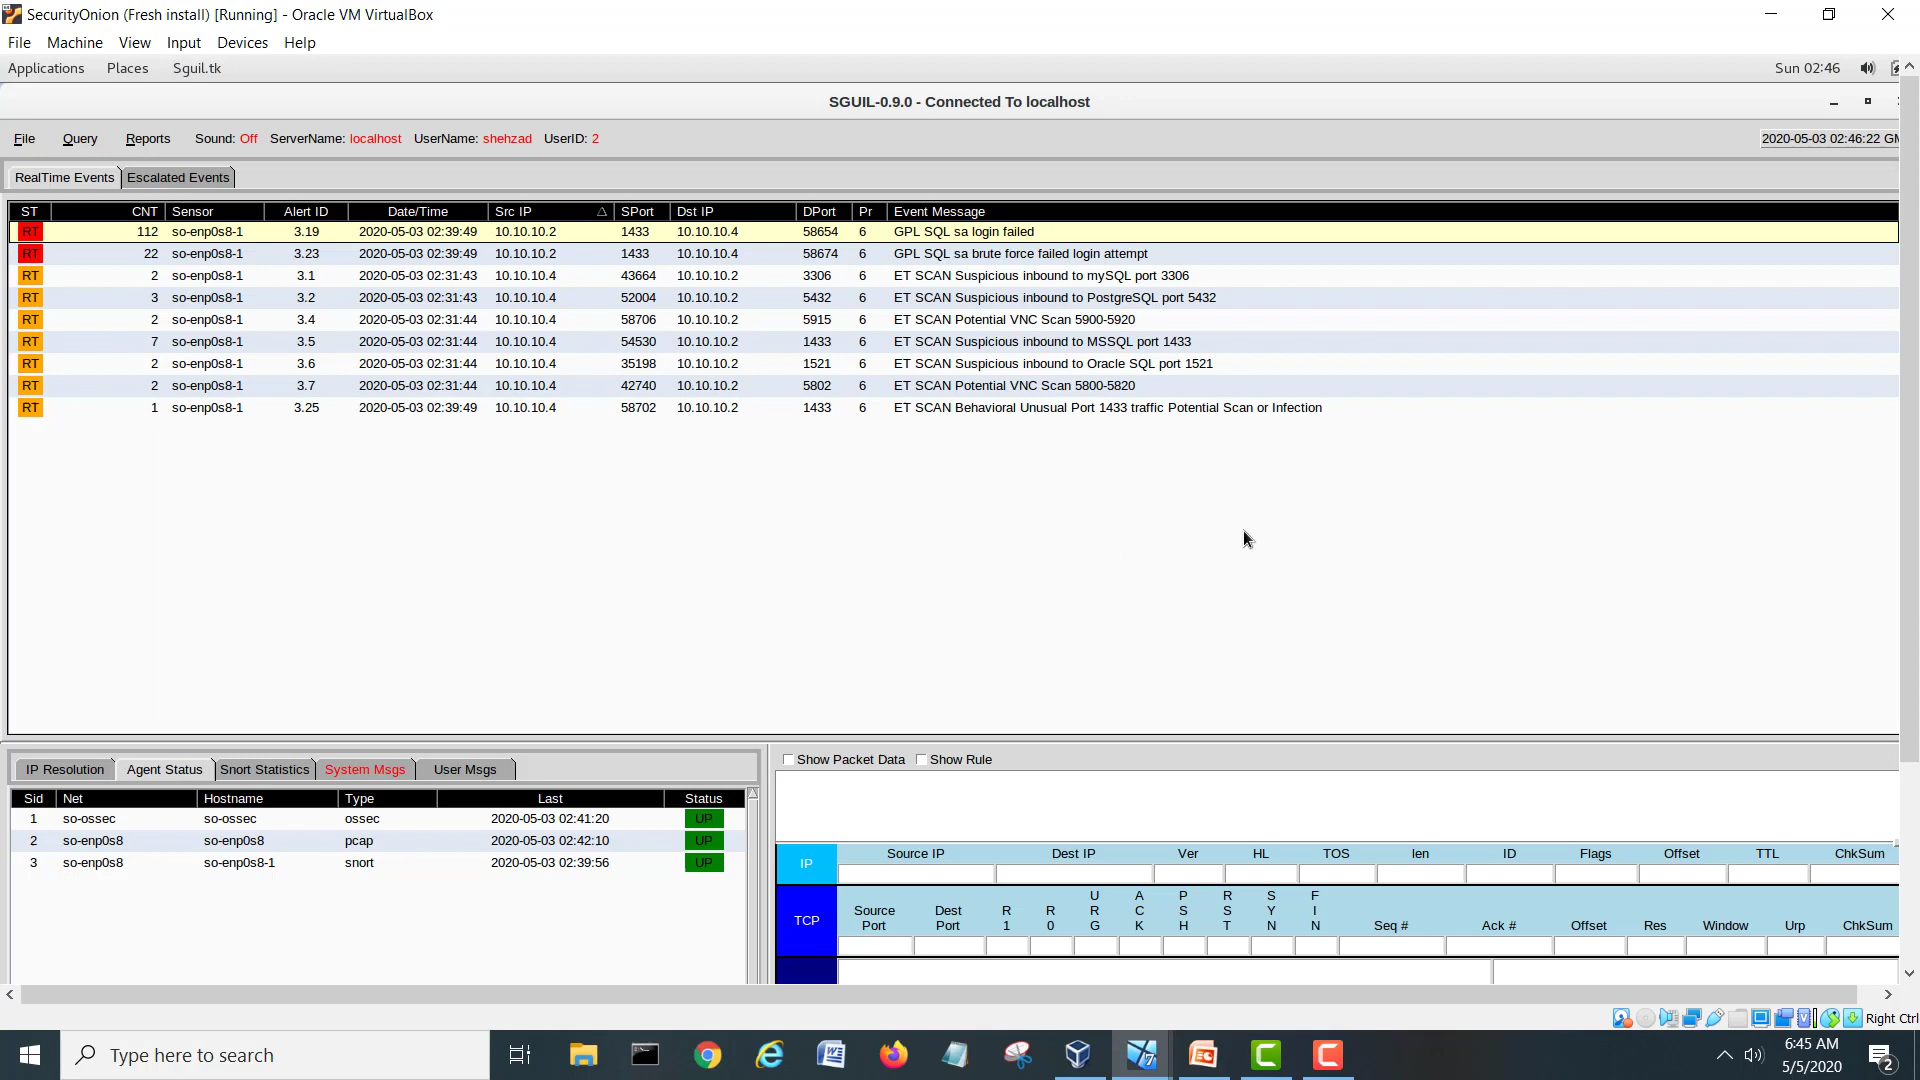 SecurityOnion (Fresh install) [Running] - Oracle VM VirtualBox
File Machine View Input Devices Help
Applications Places Sguil.tk Sun 02:46
SGUIL-0.9.0 - Connected To localhost
File Query Reports Sound: Off ServerName: localhost UserName: shehzad UserID: 2 2020-05-03 02:46:22
RealTime Events Escalated Events
ST CNT Sensor Alert ID Date/Time Src IP SPort Dst IP DPort Pr Event Message
RT 112 so-enp0s8-1 3.19 2020-05-03 02:39:49 10.10.10.2 1433 10.10.10.4 58654 6 GPL SQL sa login failed
RT 22 so-enp0s8-1 3.23 2020-05-03 02:39:49 10.10.10.2 1433 10.10.10.4 58674 6 GPL SQL sa brute force failed login attempt
RT 2 so-enp0s8-1 3.1 2020-05-03 02:31:43 10.10.10.4 43664 10.10.10.2 3306 6 ET SCAN Suspicious inbound to mySQL port 3306
RT 3 so-enp0s8-1 3.2 2020-05-03 02:31:43 10.10.10.4 52004 10.10.10.2 5432 6 ET SCAN Suspicious inbound to PostgreSQL port 5432
RT 2 so-enp0s8-1 3.4 2020-05-03 02:31:44 10.10.10.4 58706 10.10.10.2 5915 6 ET SCAN Potential VNC Scan 5900-5920
RT 7 so-enp0s8-1 3.5 2020-05-03 02:31:44 10.10.10.4 54530 10.10.10.2 1433 6 ET SCAN Suspicious inbound to MSSQL port 1433
RT 2 so-enp0s8-1 3.6 2020-05-03 02:31:44 10.10.10.4 35198 10.10.10.2 1521 6 ET SCAN Suspicious inbound to Oracle SQL port 1521
RT 2 so-enp0s8-1 3.7 2020-05-03 02:31:44 10.10.10.4 42740 10.10.10.2 5802 6 ET SCAN Potential VNC Scan 5800-5820
RT 1 so-enp0s8-1 3.25 2020-05-03 02:39:49 10.10.10.4 58702 10.10.10.2 1433 6 ET SCAN Behavioral Unusual Port 1433 traffic Potential Scan or Infection
IP Resolution Agent Status Snort Statistics System Msgs User Msgs
Sid Net Hostname Type Last Status
1 so-ossec so-ossec ossec 2020-05-03 02:41:20 UP
2 so-enp0s8 so-enp0s8 pcap 2020-05-03 02:42:10 UP
3 so-enp0s8 so-enp0s8-1 snort 2020-05-03 02:39:56 UP
Show Packet Data Show Rule
IP Source IP Dest IP Ver HL TOS len ID Flags Offset TTL ChkSum
TCP Source Port Dest Port R1 R0 URG ACK PSH RST SYN FIN Seq # Ack # Offset Res Window Urp ChkSum
Right Ctrl
Type here to search
6:45 AM
5/5/2020
2